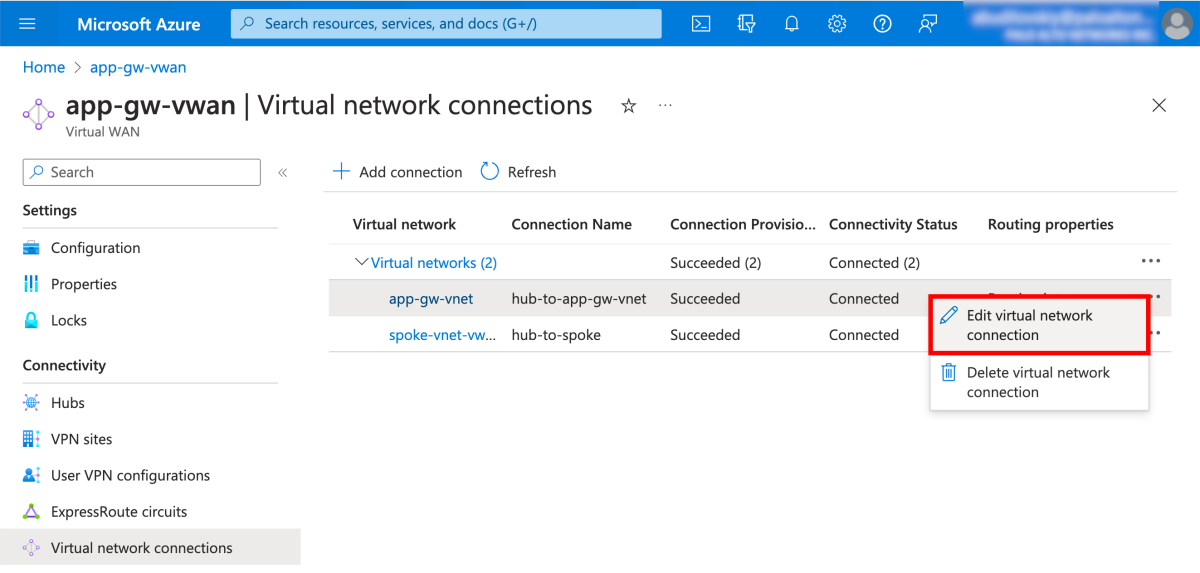 Microsoft Azure
Search resources, services, and docs (G+/)
Home > app-gw-vwan
app-gw-vwan | Virtual network connections
Virtual WAN
Search
Add connection
Refresh
Settings
Configuration
Properties
Locks
Connectivity
Hubs
VPN sites
User VPN configurations
ExpressRoute circuits
Virtual network connections
Virtual network Connection Name Connection Provisio... Connectivity Status Routing properties
Virtual networks (2) Succeeded (2) Connected (2)
app-gw-vnet hub-to-app-gw-vnet Succeeded Connected
spoke-vnet-vw... hub-to-spoke Succeeded Connected
Edit virtual network
connection
Delete virtual network
connection